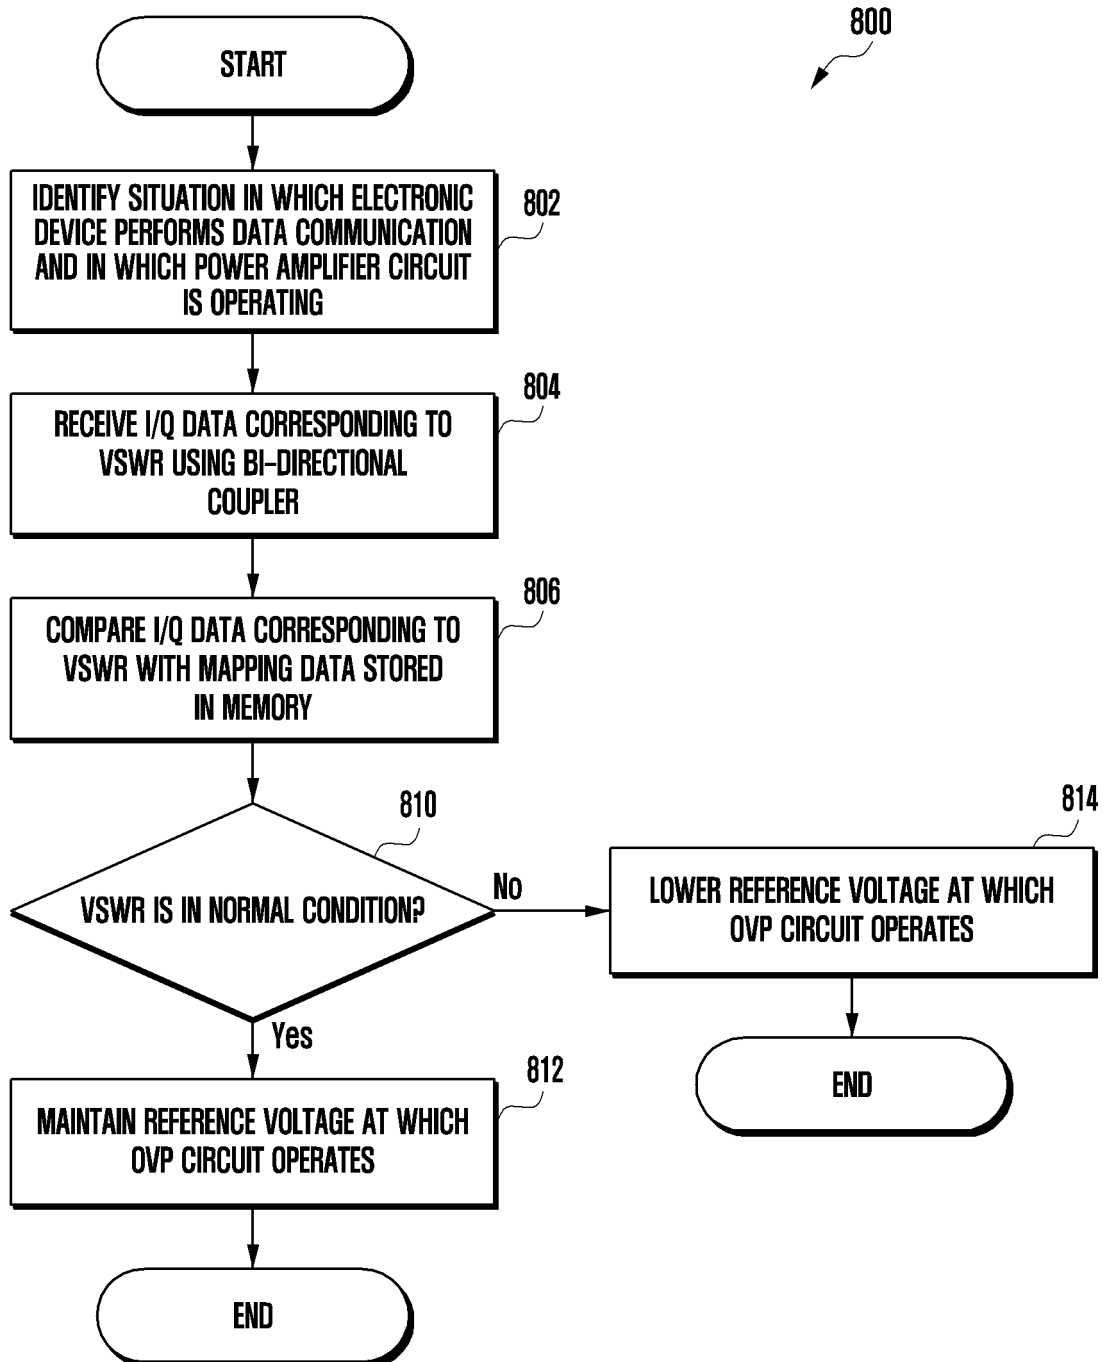 800
START
802
IDENTIFY SITUATION IN WHICH ELECTRONIC
DEVICE PERFORMS DATA COMMUNICATION
AND IN WHICH POWER AMPLIFIER CIRCUIT
IS OPERATING
804
RECEIVE I/Q DATA CORRESPONDING TO
VSWR USING BI-DIRECTIONAL
COUPLER
806
COMPARE I/Q DATA CORRESPONDING TO
VSWR WITH MAPPING DATA STORED
IN MEMORY
810
VSWR IS IN NORMAL CONDITION?
No
814
LOWER REFERENCE VOLTAGE AT WHICH
OVP CIRCUIT OPERATES
END
Yes
812
MAINTAIN REFERENCE VOLTAGE AT WHICH
OVP CIRCUIT OPERATES
END